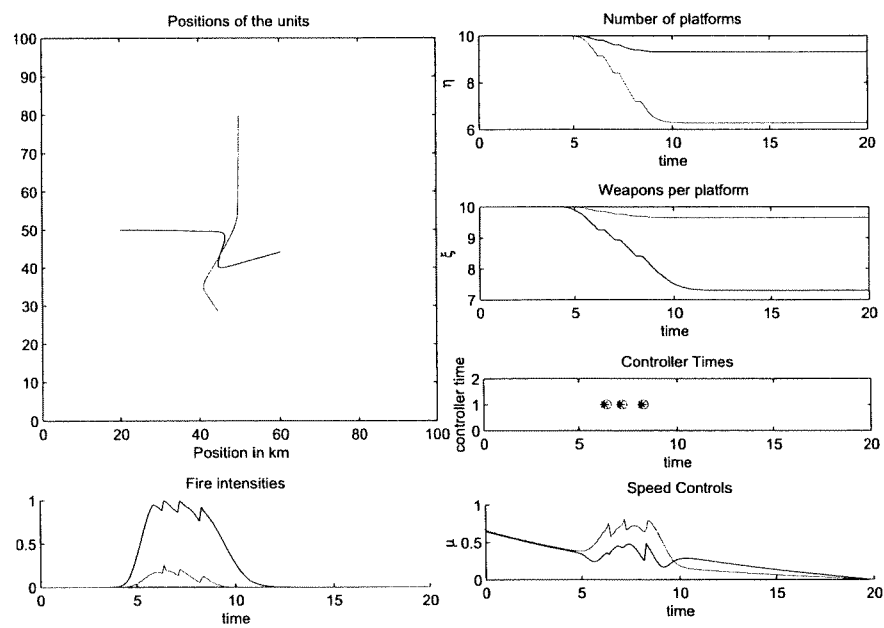 Positions of the units
100
90
80
70
60
50
40
30
20
10
0
0 20 40 60 80 100
Position in km
Number of platforms
10
8
6
η
0 5 10 15 20
time
Weapons per platform
10
9
8
7
ξ
0 5 10 15 20
time
Controller Times
2
1
0
controller time
0 5 10 15 20
time
Fire intensities
1
0.5
0
0 5 10 15 20
time
Speed Controls
1
0.5
0
μ
0 5 10 15 20
time